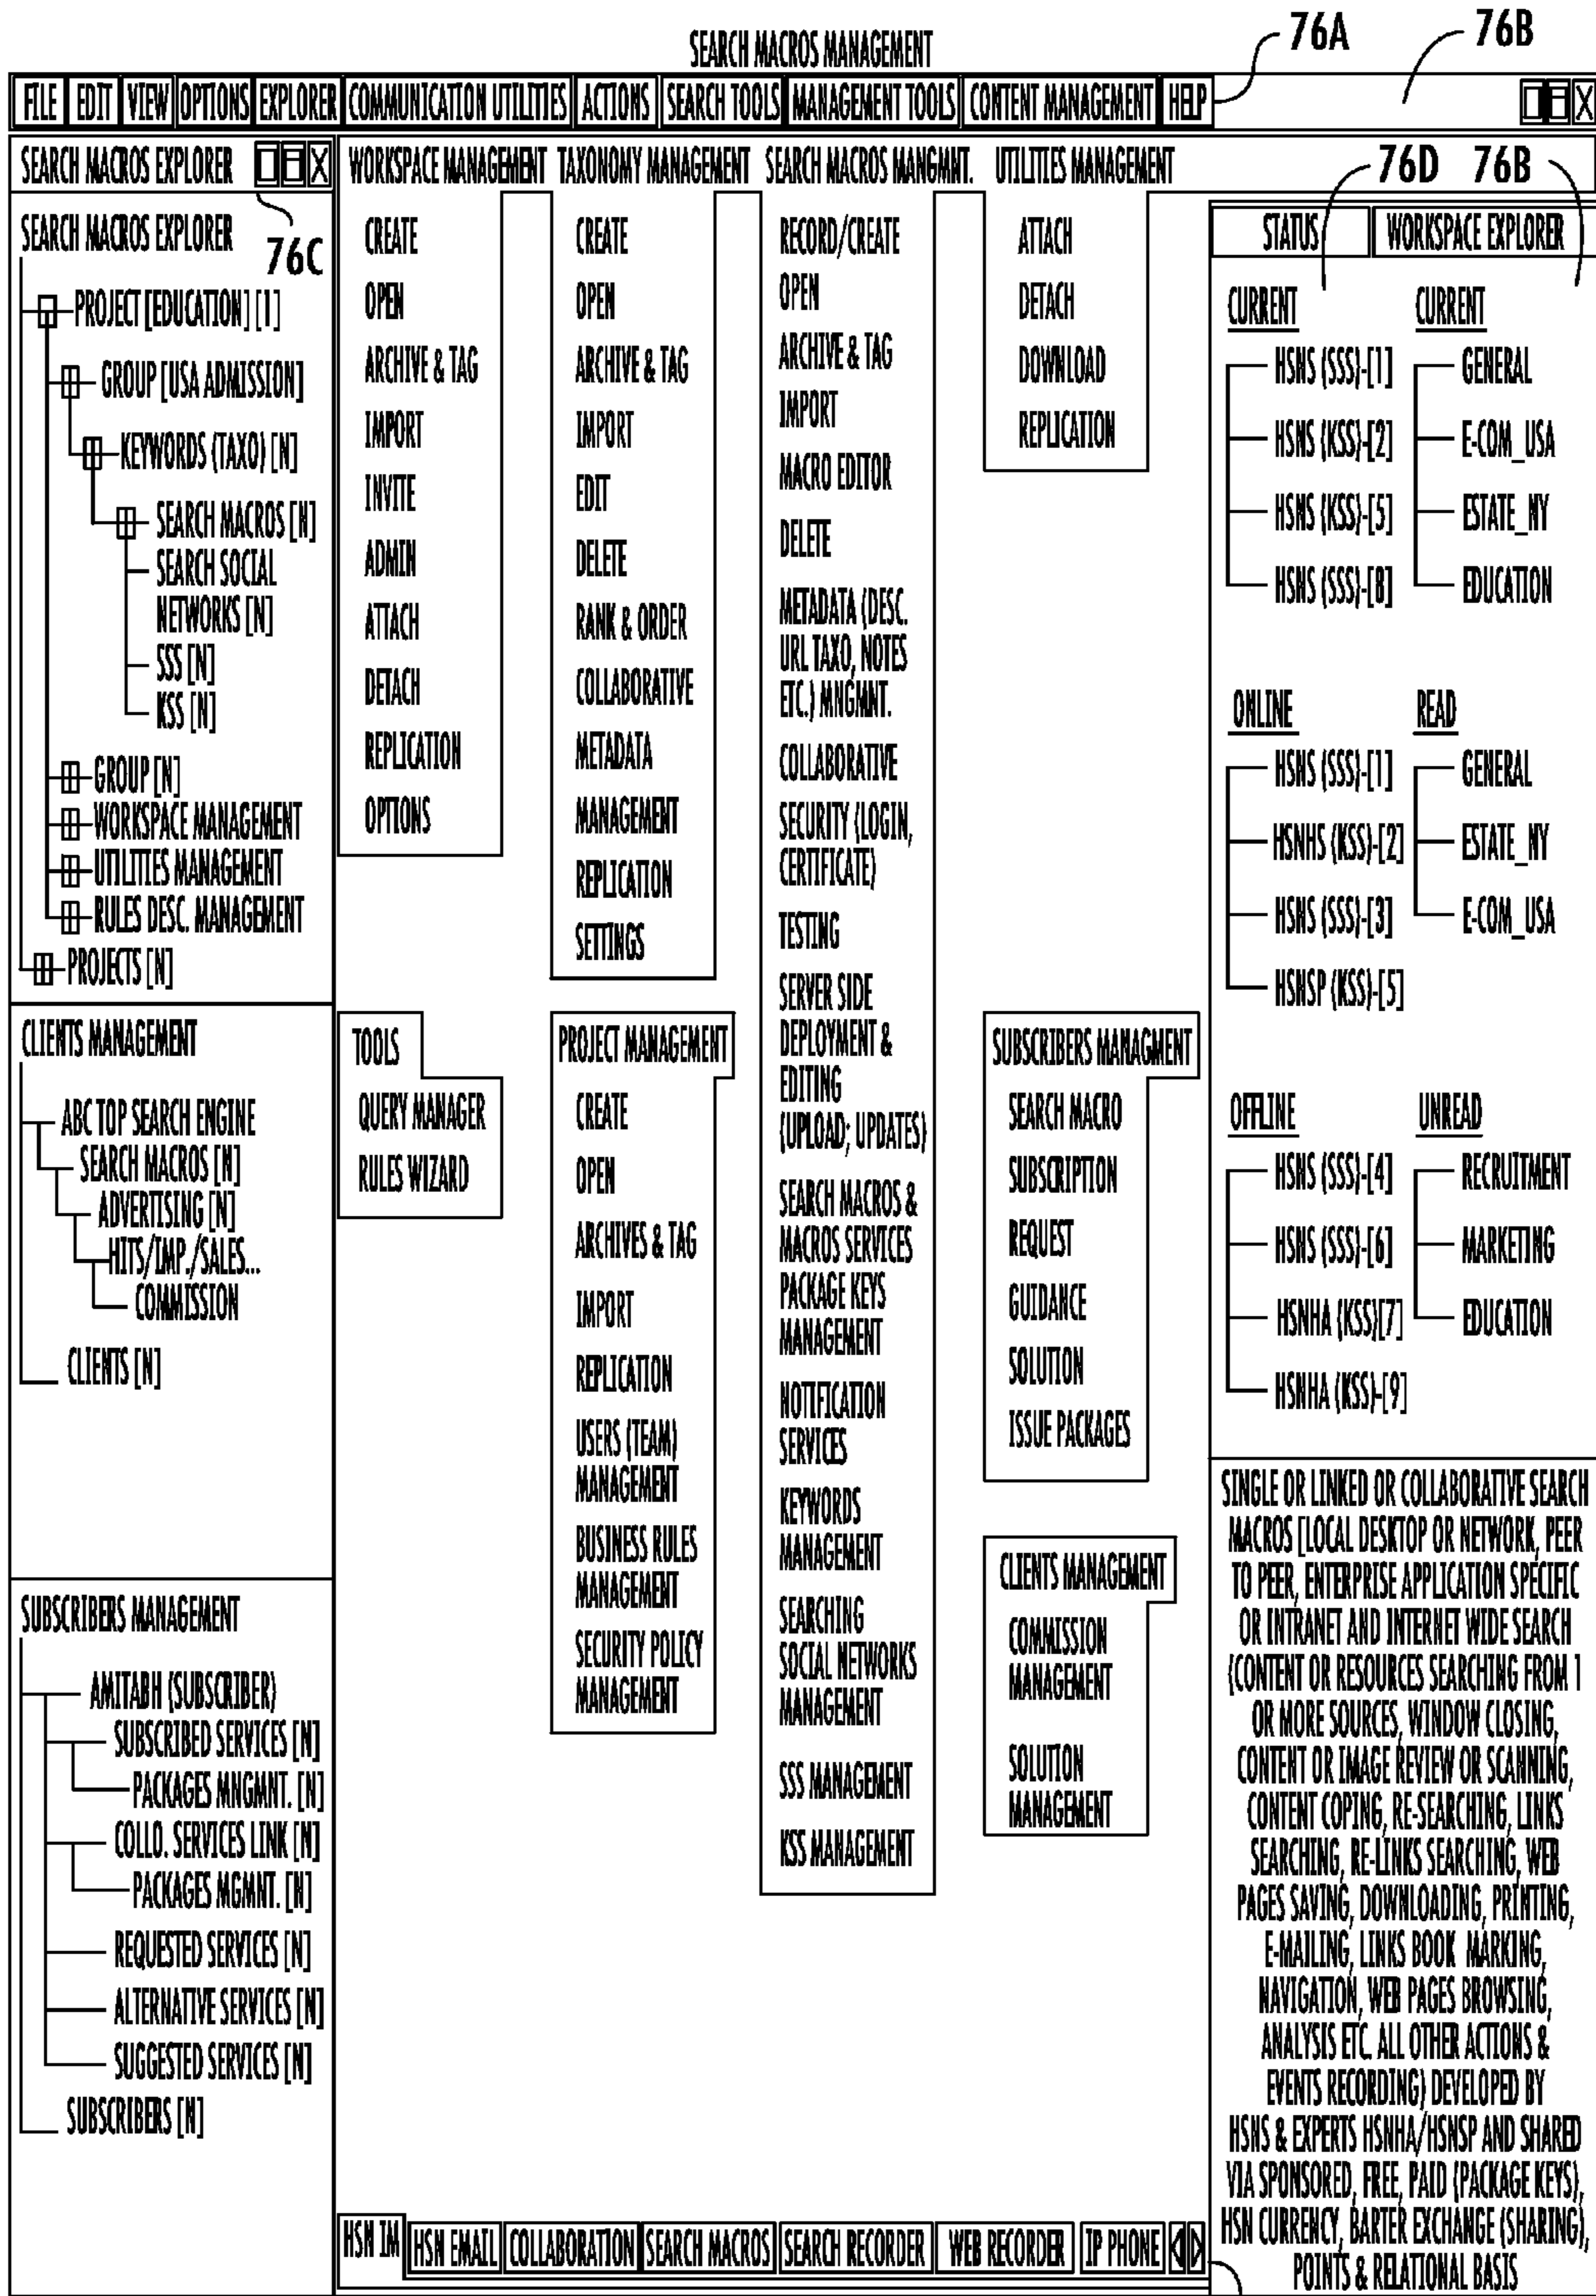 SEARCH MACROS MANAGEMENT
76A
76B
FILE EDIT VIEW OPTIONS EXPLORER COMMUNICATION UTILITIES ACTIONS SEARCH TOOLS MANAGEMENT TOOLS CONTENT MANAGEMENT HELP
SEARCH MACROS EXPLORER
76C
SEARCH MACROS EXPLORER
PROJECT [EDUCATION] [1]
GROUP [USA ADMISSION]
KEYWORDS (TAXO) [N]
SEARCH MACROS [N]
SEARCH SOCIAL
NETWORKS [N]
SSS [N]
KSS [N]
GROUP [N]
WORKSPACE MANAGEMENT
UTILITIES MANAGEMENT
RULES DESC. MANAGEMENT
PROJECTS [N]
CLIENTS MANAGEMENT
ABC TOP SEARCH ENGINE
SEARCH MACROS [N]
ADVERTISING [N]
HITS/IMP./SALES...
COMMISSION
CLIENTS [N]
SUBSCRIBERS MANAGEMENT
AMITABH (SUBSCRIBER)
SUBSCRIBED SERVICES [N]
PACKAGES MNGMNT. [N]
COLLO. SERVICES LINK [N]
PACKAGES MGMNT. [N]
REQUESTED SERVICES [N]
ALTERNATIVE SERVICES [N]
SUGGESTED SERVICES [N]
SUBSCRIBERS [N]
WORKSPACE MANAGEMENT
CREATE
OPEN
ARCHIVE & TAG
IMPORT
INVITE
ADMIN
ATTACH
DETACH
REPLICATION
OPTIONS
TOOLS
QUERY MANAGER
RULES WIZARD
TAXONOMY MANAGEMENT
CREATE
OPEN
ARCHIVE & TAG
IMPORT
EDIT
DELETE
RANK & ORDER
COLLABORATIVE
METADATA
MANAGEMENT
REPLICATION
SETTINGS
PROJECT MANAGEMENT
CREATE
OPEN
ARCHIVES & TAG
IMPORT
REPLICATION
USERS (TEAM)
MANAGEMENT
BUSINESS RULES
MANAGEMENT
SECURITY POLICY
MANAGEMENT
SEARCH MACROS MANGMNT.
RECORD/CREATE
OPEN
ARCHIVE & TAG
IMPORT
MACRO EDITOR
DELETE
METADATA (DESC.
URL TAXO, NOTES
ETC.) MNGMNT.
COLLABORATIVE
SECURITY (LOGIN,
CERTIFICATE)
TESTING
SERVER SIDE
DEPLOYMENT &
EDITING
(UPLOAD; UPDATES)
SEARCH MACROS &
MACROS SERVICES
PACKAGE KEYS
MANAGEMENT
NOTIFICATION
SERVICES
KEYWORDS
MANAGEMENT
SEARCHING
SOCIAL NETWORKS
MANAGEMENT
SSS MANAGEMENT
KSS MANAGEMENT
UTILITIES MANAGEMENT
ATTACH
DETACH
DOWNLOAD
REPLICATION
SUBSCRIBERS MANAGMENT
SEARCH MACRO
SUBSCRIPTION
REQUEST
GUIDANCE
SOLUTION
ISSUE PACKAGES
CLIENTS MANAGEMENT
COMMISSION
MANAGEMENT
SOLUTION
MANAGEMENT
76D
76B
STATUS
WORKSPACE EXPLORER
CURRENT
HSNS (SSS)-[1]
HSNS (KSS)-[2]
HSNS (KSS)-[5]
HSNS (SSS)-[8]
CURRENT
GENERAL
E-COM_USA
ESTATE_NY
EDUCATION
ONLINE
HSNS (SSS)-[1]
HSNHS (KSS)-[2]
HSNS (SSS)-[3]
HSNSP (KSS)-[5]
READ
GENERAL
ESTATE_NY
E-COM_USA
OFFLINE
HSNS (SSS)-[4]
HSNS (SSS)-[6]
HSNHA (KSS)[7]
HSNHA (KSS)-[9]
UNREAD
RECRUITMENT
MARKETING
EDUCATION
SINGLE OR LINKED OR COLLABORATIVE SEARCH
MACROS [LOCAL DESKTOP OR NETWORK, PEER
TO PEER, ENTERPRISE APPLICATION SPECIFIC
OR INTRANET AND INTERNET WIDE SEARCH
(CONTENT OR RESOURCES SEARCHING FROM 1
OR MORE SOURCES, WINDOW CLOSING,
CONTENT OR IMAGE REVIEW OR SCANNING,
CONTENT COPING, RE-SEARCHING, LINKS
SEARCHING, RE-LINKS SEARCHING, WEB
PAGES SAVING, DOWNLOADING, PRINTING,
E-MAILING, LINKS BOOK MARKING,
NAVIGATION, WEB PAGES BROWSING,
ANALYSIS ETC. ALL OTHER ACTIONS &
EVENTS RECORDING) DEVELOPED BY
HSNS & EXPERTS HSNHA/HSNSP AND SHARED
VIA SPONSORED, FREE, PAID (PACKAGE KEYS),
HSN CURRENCY, BARTER EXCHANGE (SHARING),
POINTS & RELATIONAL BASIS
HSN IM HSN EMAIL COLLABORATION SEARCH MACROS SEARCH RECORDER WEB RECORDER IP PHONE